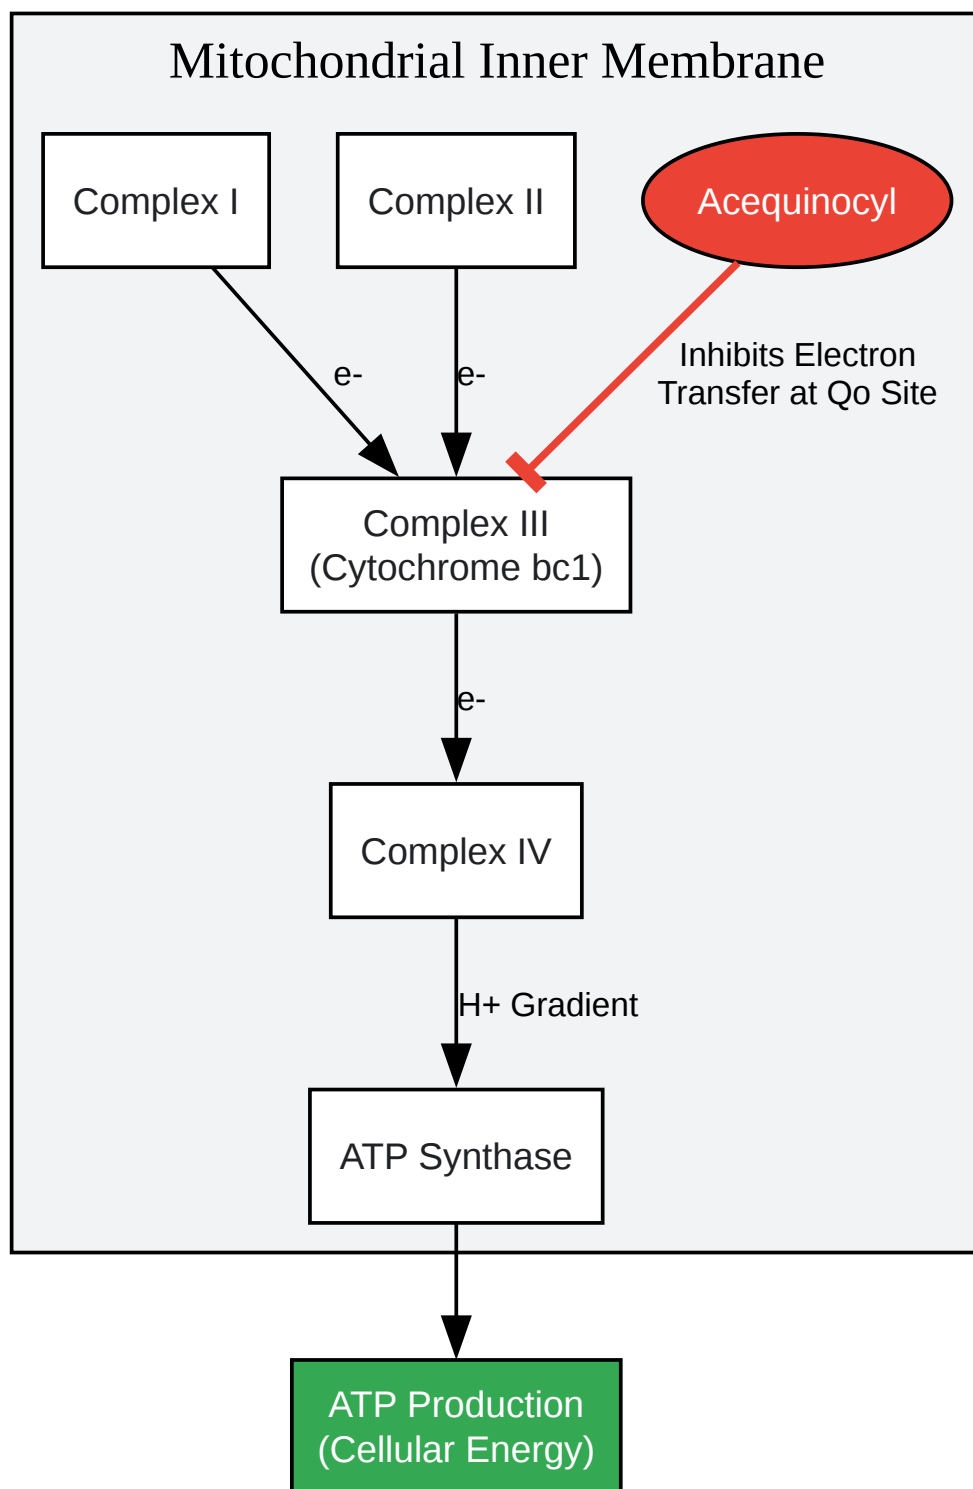 Mitochondrial Inner Membrane
Complex I
Complex II
Acequinocyl
e-
e-
Inhibits Electron
Transfer at Qo Site
Complex III
(Cytochrome bc1)
e-
Complex IV
H+ Gradient
ATP Synthase
ATP Production
(Cellular Energy)